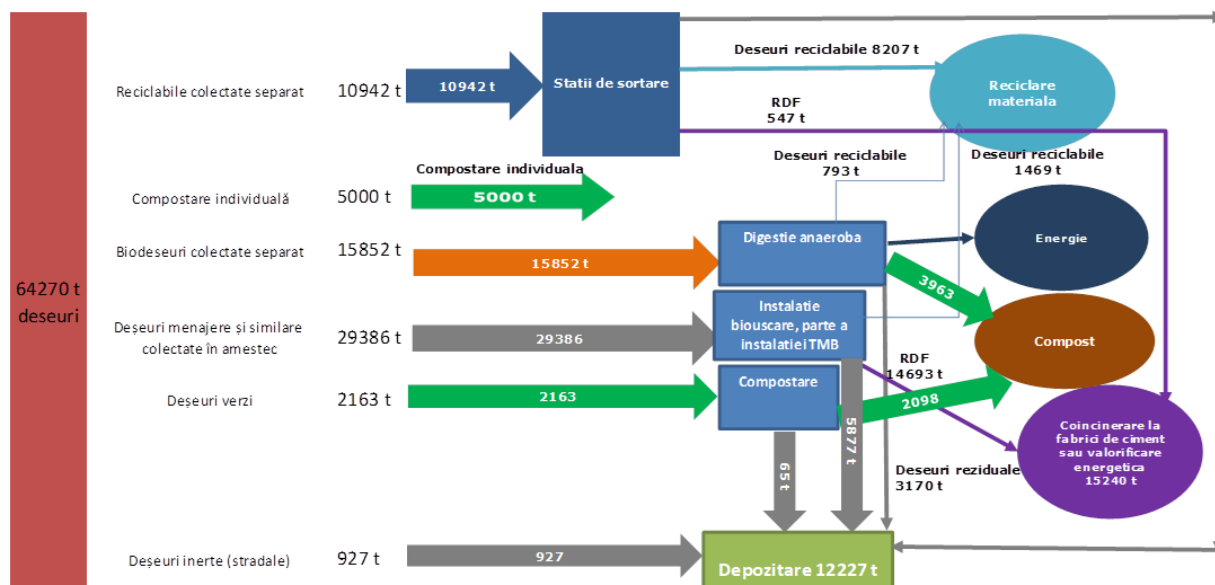 64270 t
deseuri
Reciclabile colectate separat
10942 t
10942 t
Statii de sortare
Deseuri reciclabile 8207 t
Reciclare
materiala
RDF
547 t
Deseuri reciclabile
793 t
Deseuri reciclabile
1469 t
Compostare individuala
Compostare individuală
5000 t
5000 t
Biodeseuri colectate separat
15852 t
15852 t
Digestie anaeroba
Energie
3963
Deșeuri menajere și similare
colectate în amestec
29386 t
29386
Instalatie
biouscare, parte a
instalatiei TMB
Compost
RDF
14693 t
Deșeuri verzi
2163 t
2163
Compostare
2098
65 t
5877 t
Coincinerare la
fabrici de ciment
sau valorificare
energetica
15240 t
Deseuri reziduale
3170 t
Deșeuri inerte (stradale)
927 t
927
Depozitare 12227 t